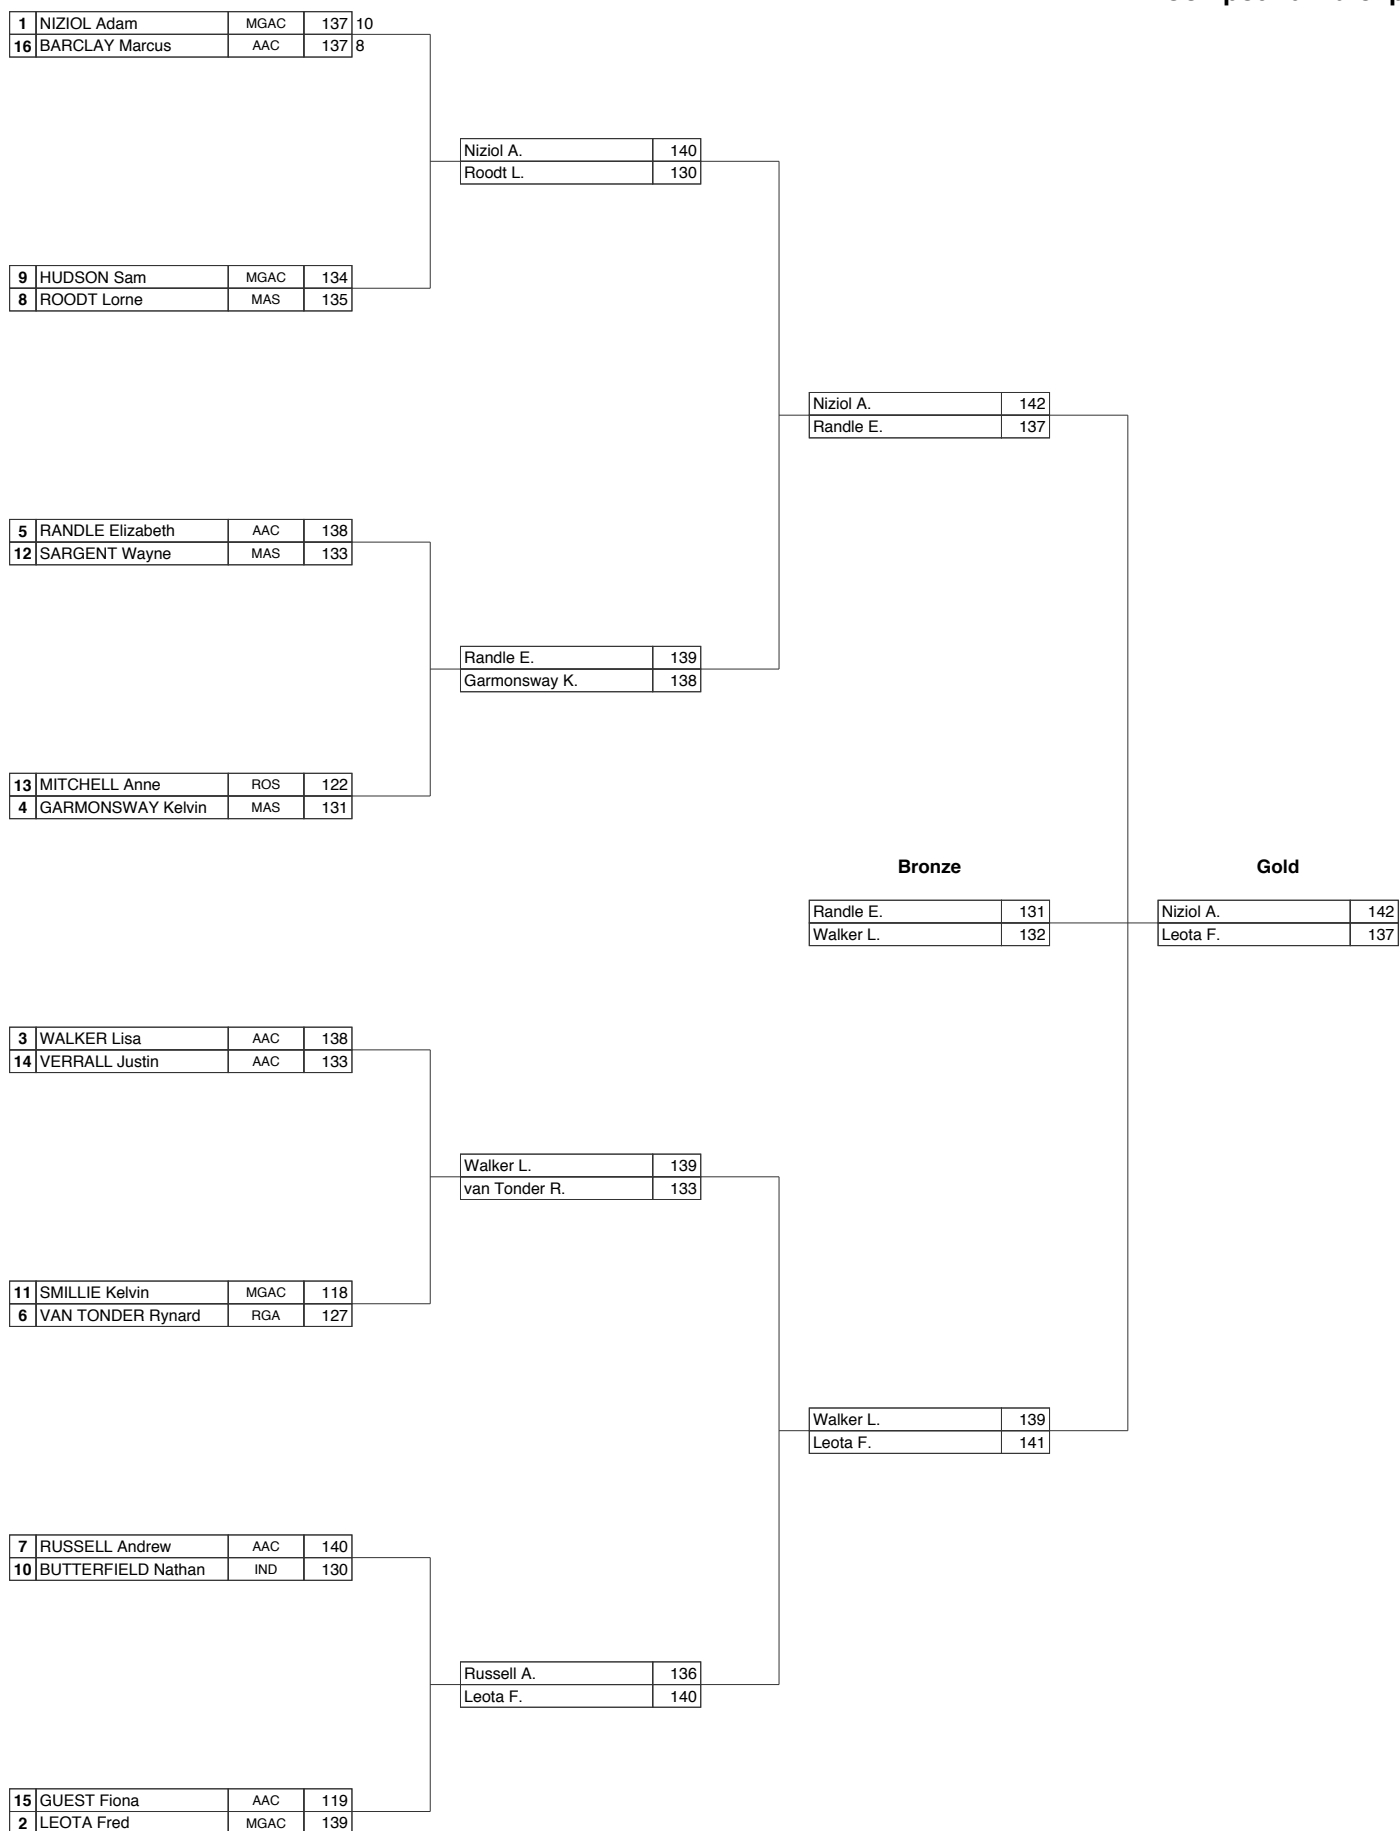 1 NIZIOL Adam MGAC 137 10
16 BARCLAY Marcus AAC 137 8
Niziol A. 140
Roodt L. 130
9 HUDSON Sam MGAC 134
8 ROODT Lorne MAS 135
Niziol A. 142
Randle E. 137
5 RANDLE Elizabeth AAC 138
12 SARGENT Wayne MAS 133
Randle E. 139
Garmonsway K. 138
13 MITCHELL Anne ROS 122
4 GARMONSWAY Kelvin MAS 131
Bronze Gold
Randle E. 131 Niziol A. 142
Walker L. 132 Leota F. 137
3 WALKER Lisa AAC 138
14 VERRALL Justin AAC 133
Walker L. 139
van Tonder R. 133
11 SMILLIE Kelvin MGAC 118
6 VAN TONDER Rynard RGA 127
Walker L. 139
Leota F. 141
7 RUSSELL Andrew AAC 140
10 BUTTERFIELD Nathan IND 130
Russell A. 136
Leota F. 140
15 GUEST Fiona AAC 119
2 LEOTA Fred MGAC 139